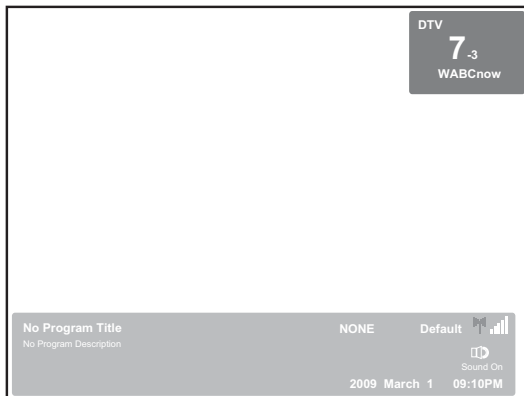 DTV
7-3
WABCnow
No Program Title NONE Default
No Program Description
Sound On
2009 March 1 09:10PM